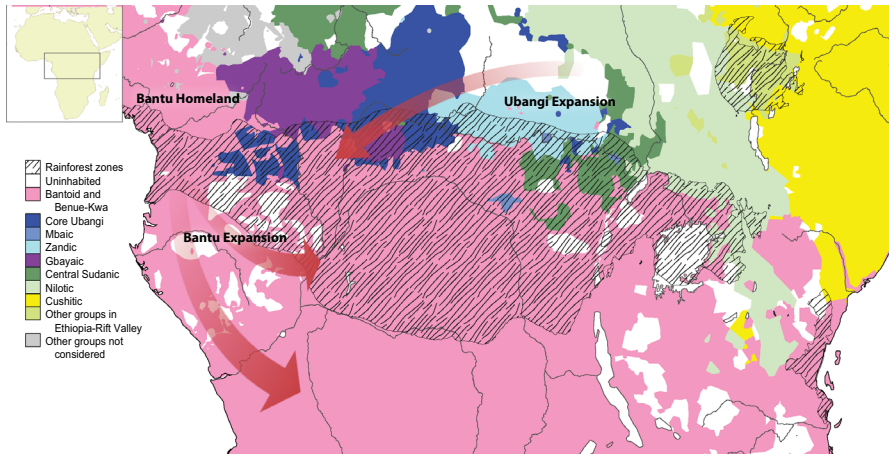 Bantu Homeland
Ubangi Expansion
Bantu Expansion
Rainforest zones
Uninhabited
Bantoid and
Benue-Kwa
Core Ubangi
Mbaic
Zandic
Gbayaic
Central Sudanic
Nilotic
Cushitic
Other groups in
Ethiopia-Rift Valley
Other groups not
considered